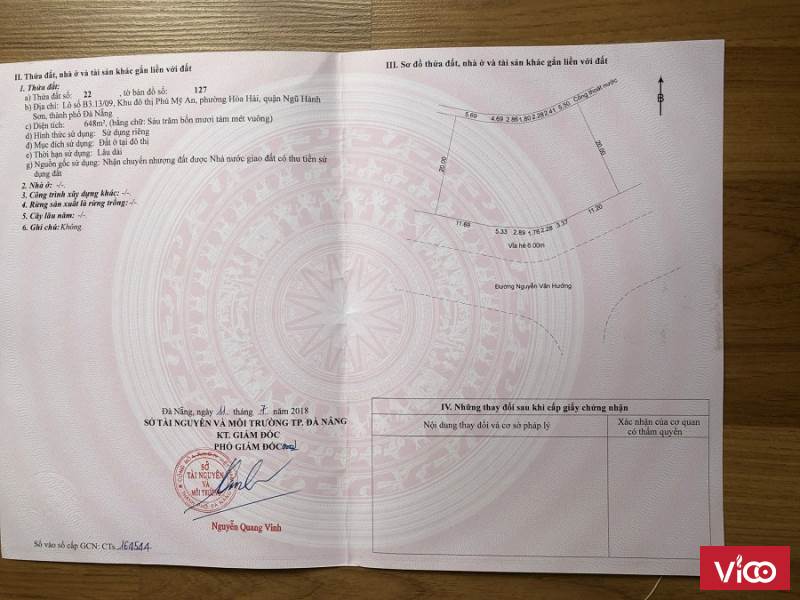 II. Thửa đất, nhà ở và tài sản khác gắn liền với đất
1. Thửa đất:
a) Thửa đất số: 22 , tờ bản đồ số: 127
b) Địa chỉ: Lô số B3.13/09, Khu đô thị Phú Mỹ An, phường Hòa Hải, quận Ngũ Hành
Sơn, thành phố Đà Nẵng
c) Diện tích: 648m², (bằng chữ: Sáu trăm bốn mươi tám mét vuông)
d) Hình thức sử dụng: Sử dụng riêng
đ) Mục đích sử dụng: Đất ở tại đô thị
e) Thời hạn sử dụng: Lâu dài
g) Nguồn gốc sử dụng: Nhận chuyển nhượng đất được Nhà nước giao đất có thu tiền sử
dụng đất
2. Nhà ở: -/-
3. Công trình xây dựng khác: -/-
4. Rừng sản xuất là rừng trồng: -/-
5. Cây lâu năm: -/-
6. Ghi chú: Không
Đà Nẵng, ngày 11 tháng 7 năm 2018
SỞ TÀI NGUYÊN VÀ MÔI TRƯỜNG TP. ĐÀ NẴNG
KT. GIÁM ĐỐC
PHÓ GIÁM ĐỐC
SỞ
TÀI NGUYÊN
VÀ
MÔI TRƯỜNG
Nguyễn Quang Vinh
Số vào sổ cấp GCN: CTs
III. Sơ đồ thửa đất, nhà ở và tài sản khác gắn liền với đất
B
5.69 4.69 2.86 1.80 2.28 2.41 5.50 Cống thoát nước
20.00 20.00
11.68 5.33 2.89 1.76 2.28 3.37 11.20
Vỉa hè 6.00m
Đường Nguyễn Văn Hưởng
IV. Những thay đổi sau khi cấp giấy chứng nhận
Nội dung thay đổi và cơ sở pháp lý
Xác nhận của cơ quan
có thẩm quyền
ViCO